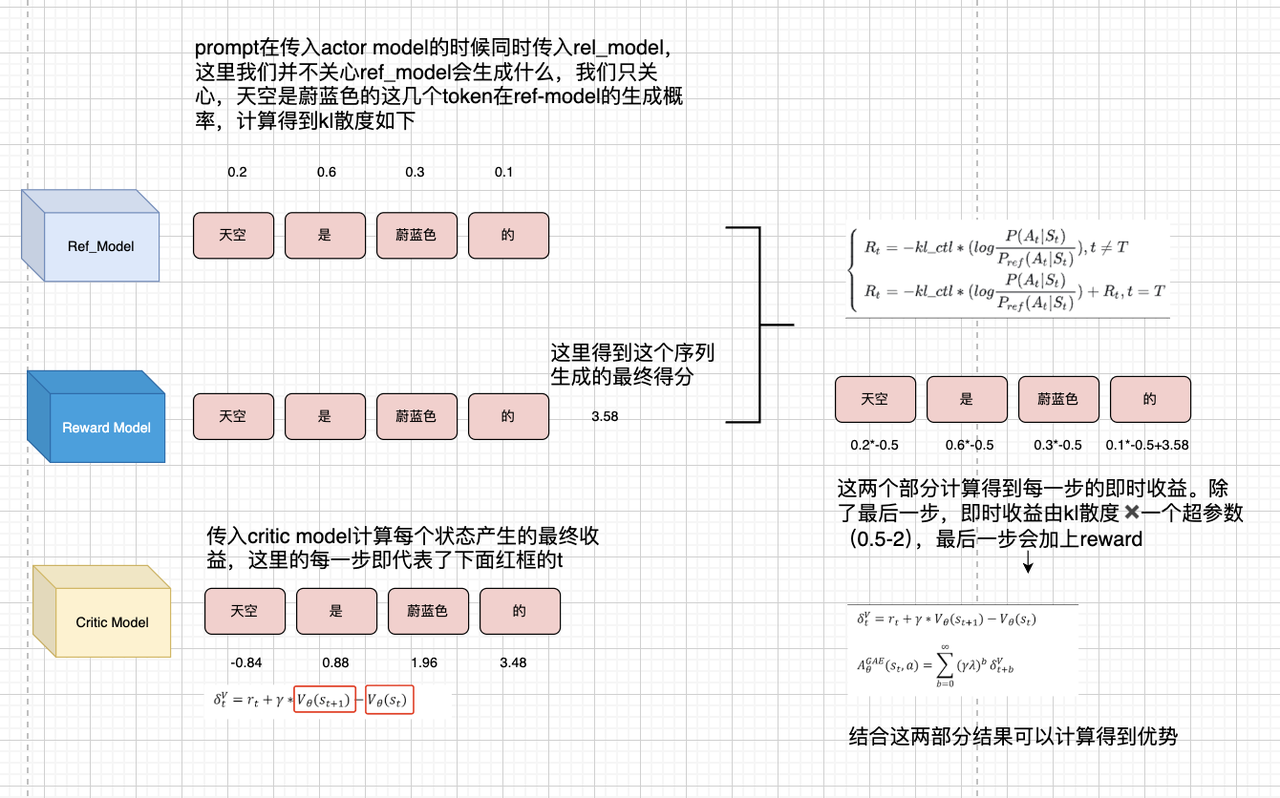 prompt在传入actor model的时候同时传入rel_model，
这里我们并不关心ref_model会生成什么，我们只关
心，天空是蔚蓝色的这几个token在ref-model的生成概
率，计算得到kl散度如下
0.2 0.6 0.3 0.1
Ref_Model
天空 是 蔚蓝色 的
R_t = −kl_ctl ∗ (log P(A_t|S_t) / P_ref(A_t|S_t)), t ≠ T
R_t = −kl_ctl ∗ (log P(A_t|S_t) / P_ref(A_t|S_t)) + R_t, t = T
这里得到这个序列
生成的最终得分
Reward Model
天空 是 蔚蓝色 的
3.58
天空 是 蔚蓝色 的
0.2*-0.5 0.6*-0.5 0.3*-0.5 0.1*-0.5+3.58
这两个部分计算得到每一步的即时收益。除
了最后一步，即时收益由kl散度 ✖一个超参数
（0.5-2），最后一步会加上reward
传入critic model计算每个状态产生的最终收
益，这里的每一步即代表了下面红框的t
Critic Model
天空 是 蔚蓝色 的
-0.84 0.88 1.96 3.48
δ_t^V = r_t + γ ∗ V_θ(s_{t+1}) − V_θ(s_t)
δ_t^V = r_t + γ ∗ V_θ(s_{t+1}) − V_θ(s_t)
A_θ^{GAE}(s_t, a) = ∑_{b=0}^{∞} (γλ)^b δ_{t+b}^V
结合这两部分结果可以计算得到优势